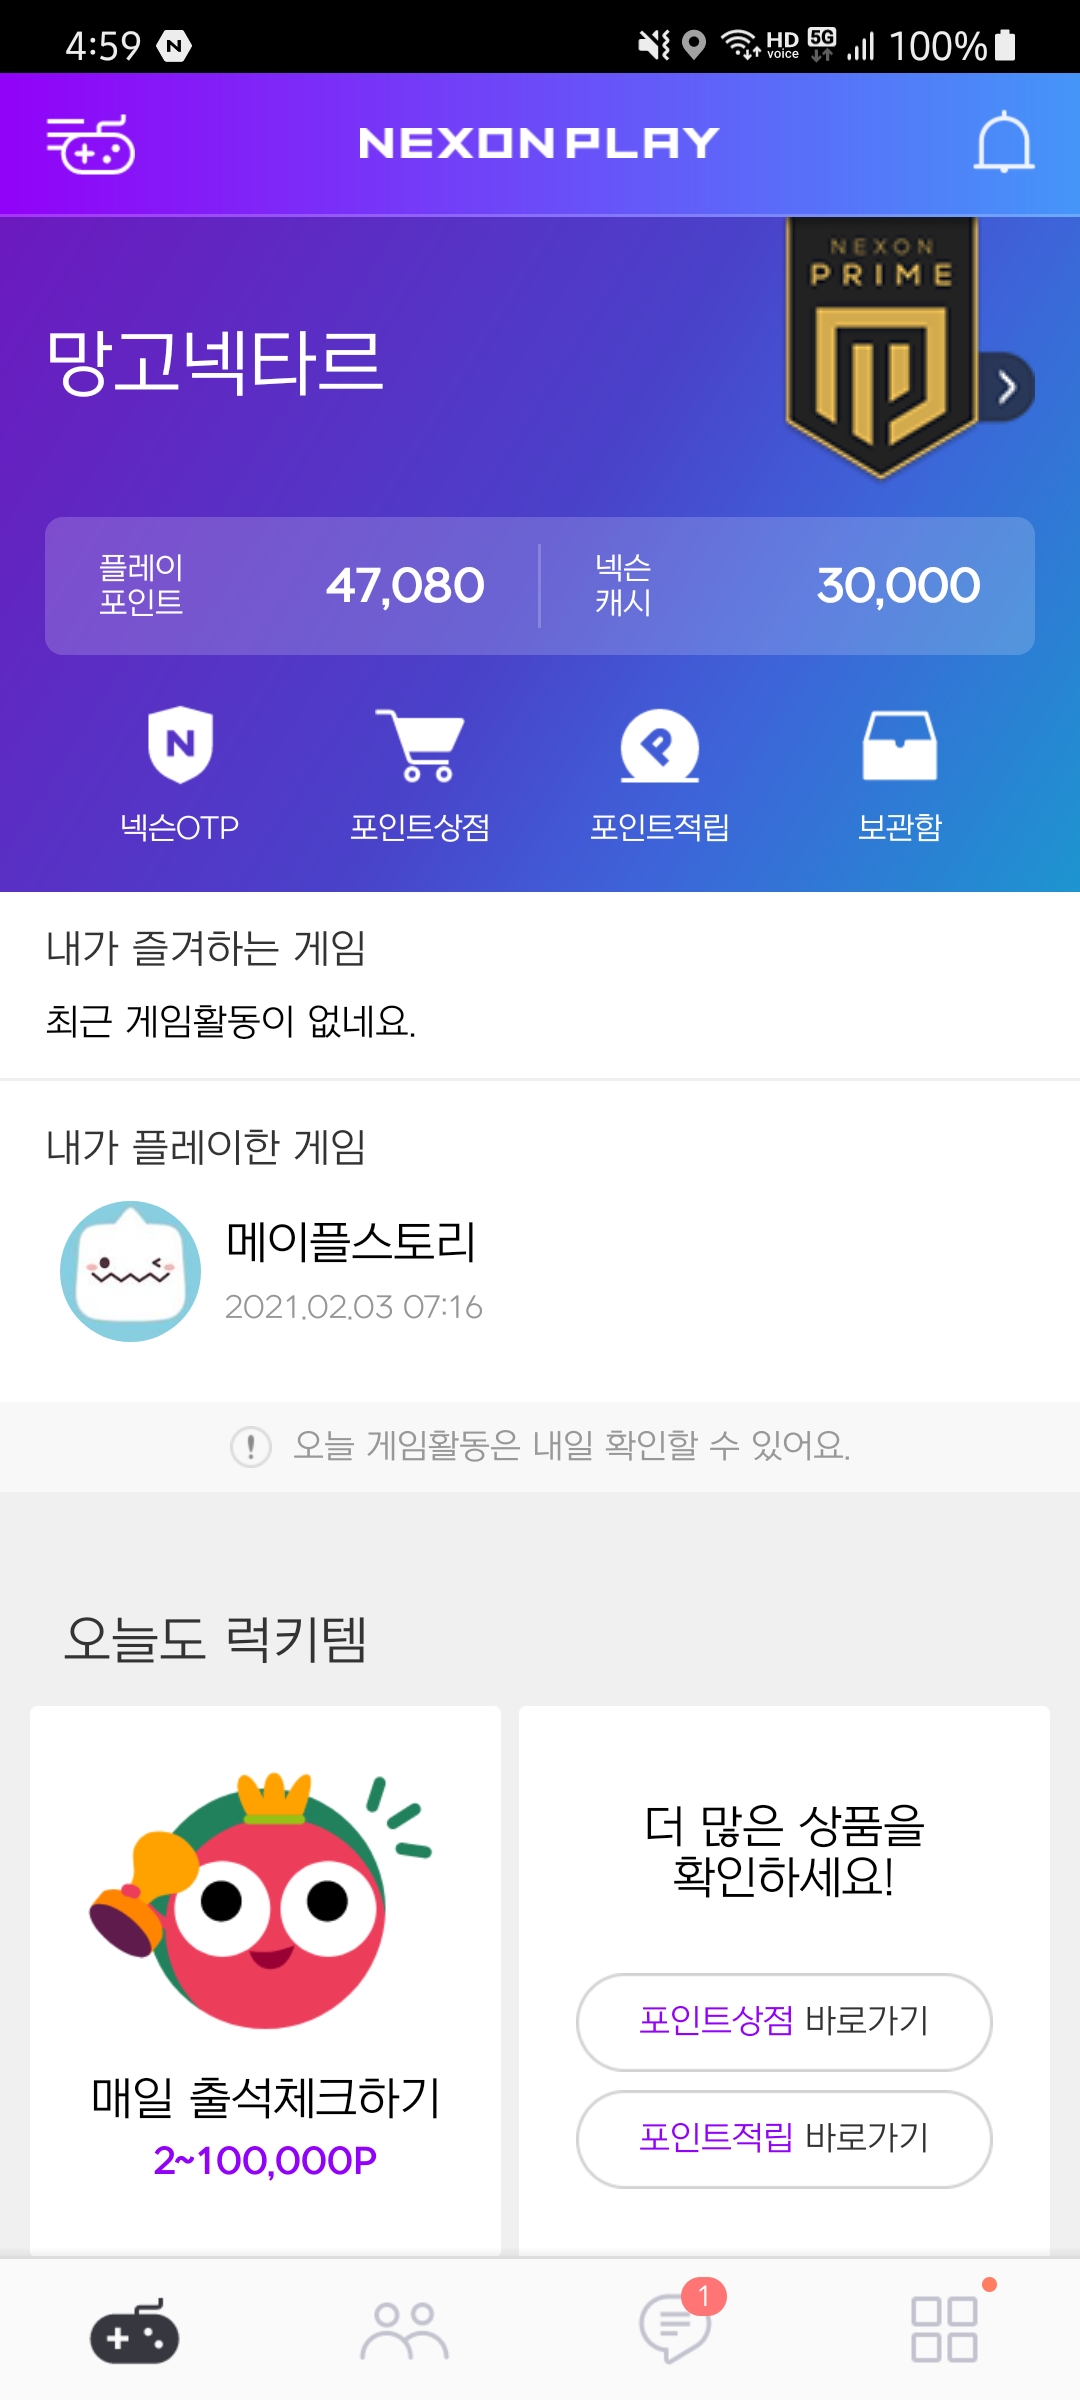 4:59 N HD voice 5G 100%
NEXON PLAY
NEXON
PRIME
망고넥타르
플레이
포인트
47,080
넥슨
캐시
30,000
N
넥슨OTP
포인트상점
P
포인트적립
보관함
내가 즐겨하는 게임
최근 게임활동이 없네요.
내가 플레이한 게임
메이플스토리
2021.02.03 07:16
! 오늘 게임활동은 내일 확인할 수 있어요.
오늘도 럭키템
매일 출석체크하기
2~100,000P
더 많은 상품을
확인하세요!
포인트상점 바로가기
포인트적립 바로가기
1